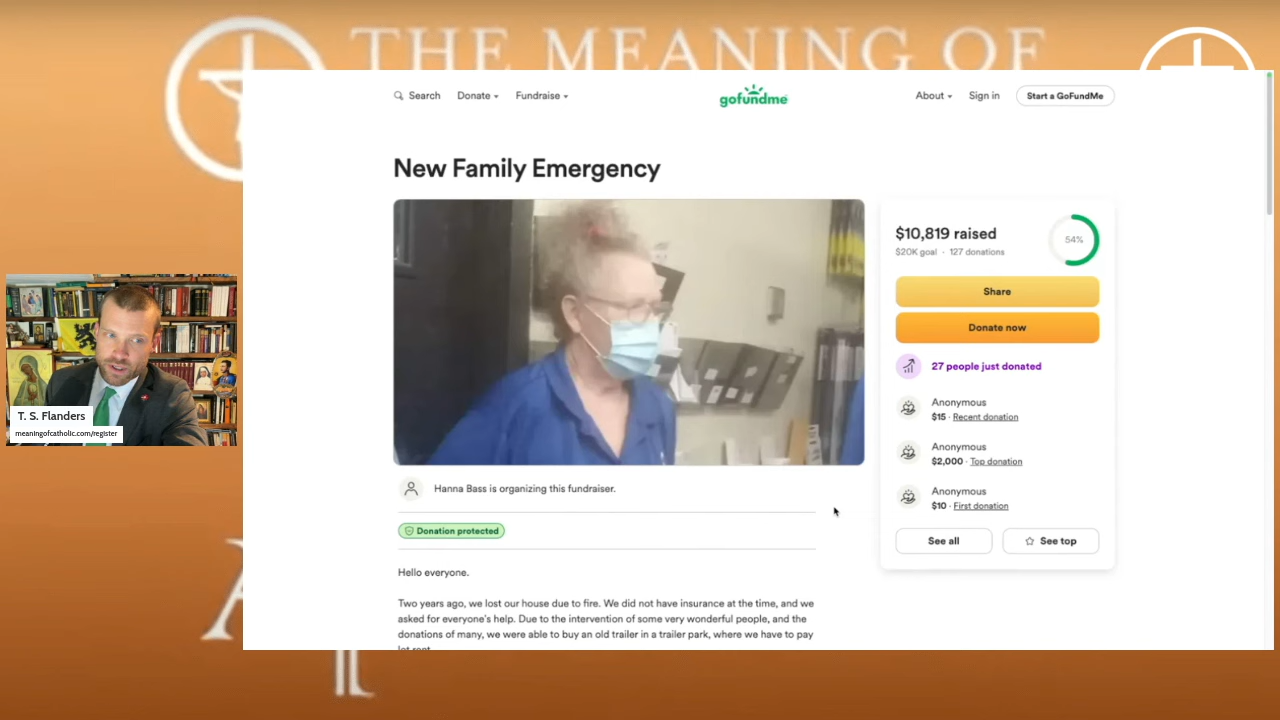 THE MEANING OF
Search
Donate
Fundraise
gofundme
About
Sign in
Start a GoFundMe
New Family Emergency
$10,819 raised
$20K goal · 127 donations
54%
Share
Donate now
27 people just donated
Anonymous
$15 · Recent donation
Anonymous
$2,000 · Top donation
Anonymous
$10 · First donation
See all
See top
Hanna Bass is organizing this fundraiser.
Donation protected
Hello everyone.
Two years ago, we lost our house due to fire. We did not have insurance at the time, and we
asked for everyone's help. Due to the intervention of some very wonderful people, and the
donations of many, we were able to buy an old trailer in a trailer park, where we have to pay
lot rent
T. S. Flanders
meaningofcatholic.com/register